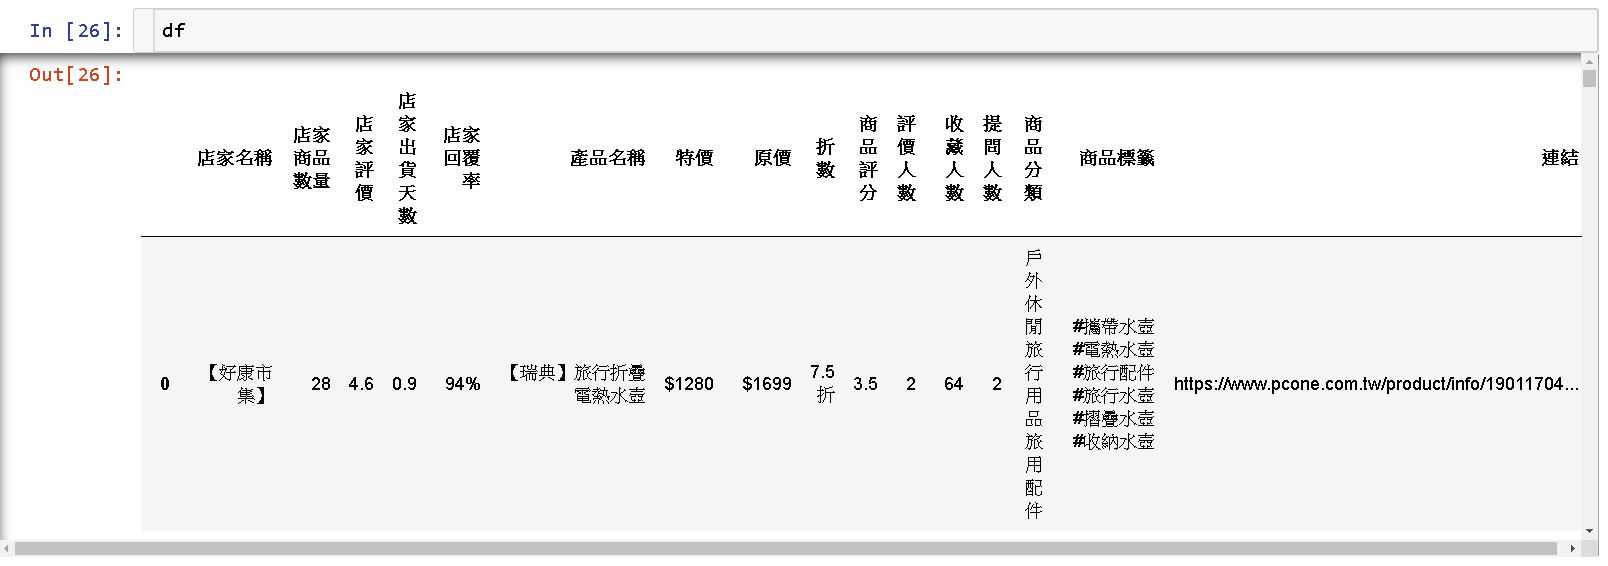 In [26]: df
Out[26]:
店家名稱 店家商品數量 店家評價 店家出貨天數 店家回覆率 產品名稱 特價 原價 折數 商品評分 評價人數 收藏人數 提問人數 商品分類 商品標籤 連結
0 【好康市集】 28 4.6 0.9 94% 【瑞典】旅行折疊電熱水壺 $1280 $1699 7.5折 3.5 2 64 2 戶外休閒旅行用品旅用配件 #攜帶水壺 #電熱水壺 #旅行配件 #旅行水壺 #摺疊水壺 #收納水壺 https://www.pcone.com.tw/product/info/19011704...